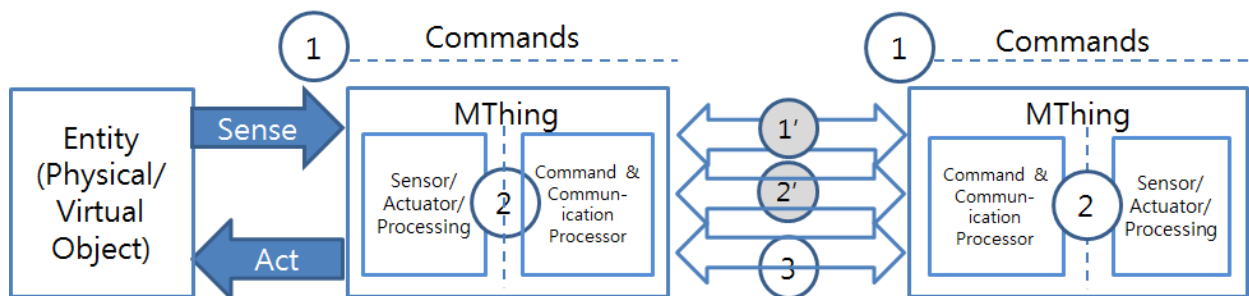 1
Commands
1
Commands
Entity
(Physical/
Virtual
Object)
Sense
Act
MThing
Sensor/
Actuator/
Processing
2
Command &
Commun-
ication
Processor
1’
2’
3
MThing
Command &
Commun-
ication
Processor
2
Sensor/
Actuator/
Processing